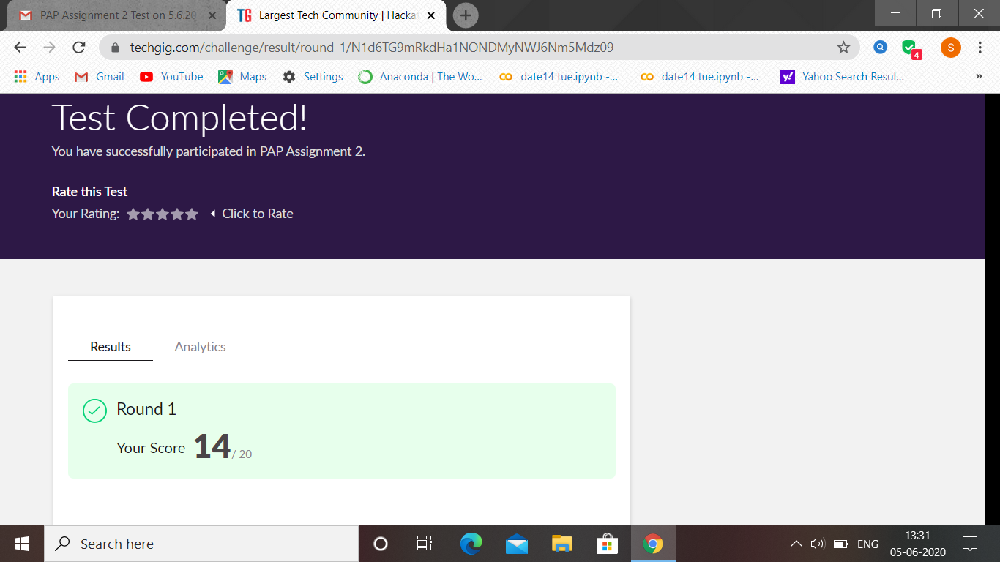 PAP Assignment 2 Test on 5.6.20
TG Largest Tech Community | Hacka
techgig.com/challenge/result/round-1/N1d6TG9mRkdHa1NONDMyNWJ6Nm5Mdz09
4
S
Apps Gmail YouTube Maps Settings Anaconda | The Wo... date14 tue.ipynb -... date14 tue.ipynb -... y! Yahoo Search Resul... »
Test Completed!
You have successfully participated in PAP Assignment 2.
Rate this Test
Your Rating: Click to Rate
Results Analytics
Round 1
Your Score 14 / 20
Search here
ENG
13:31
05-06-2020